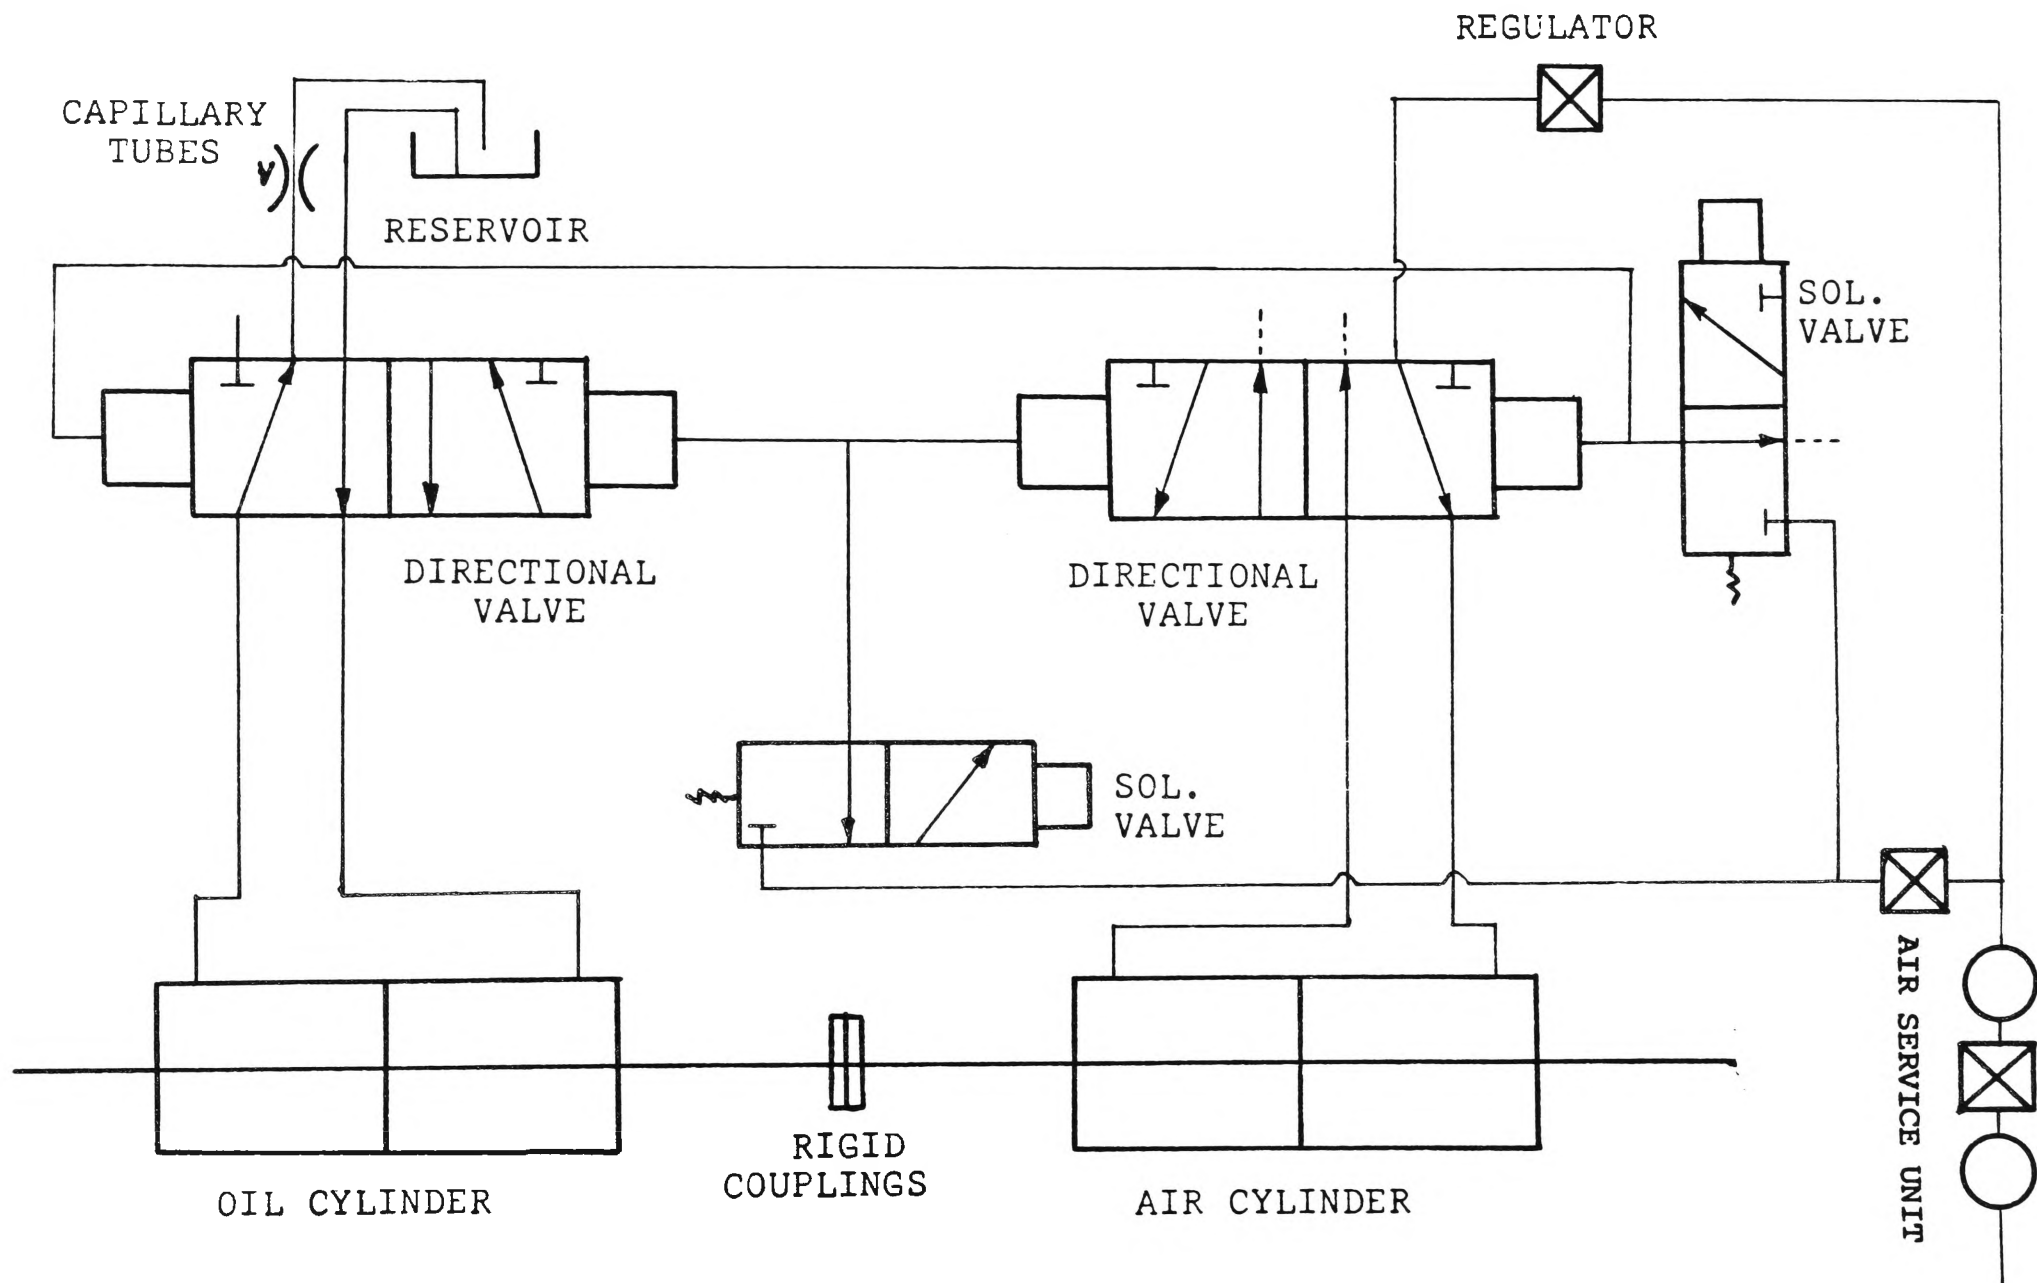 REGULATOR
CAPILLARY
TUBES
RESERVOIR
SOL.
VALVE
DIRECTIONAL
VALVE
DIRECTIONAL
VALVE
SOL.
VALVE
AIR SERVICE UNIT
RIGID
COUPLINGS
OIL CYLINDER
AIR CYLINDER